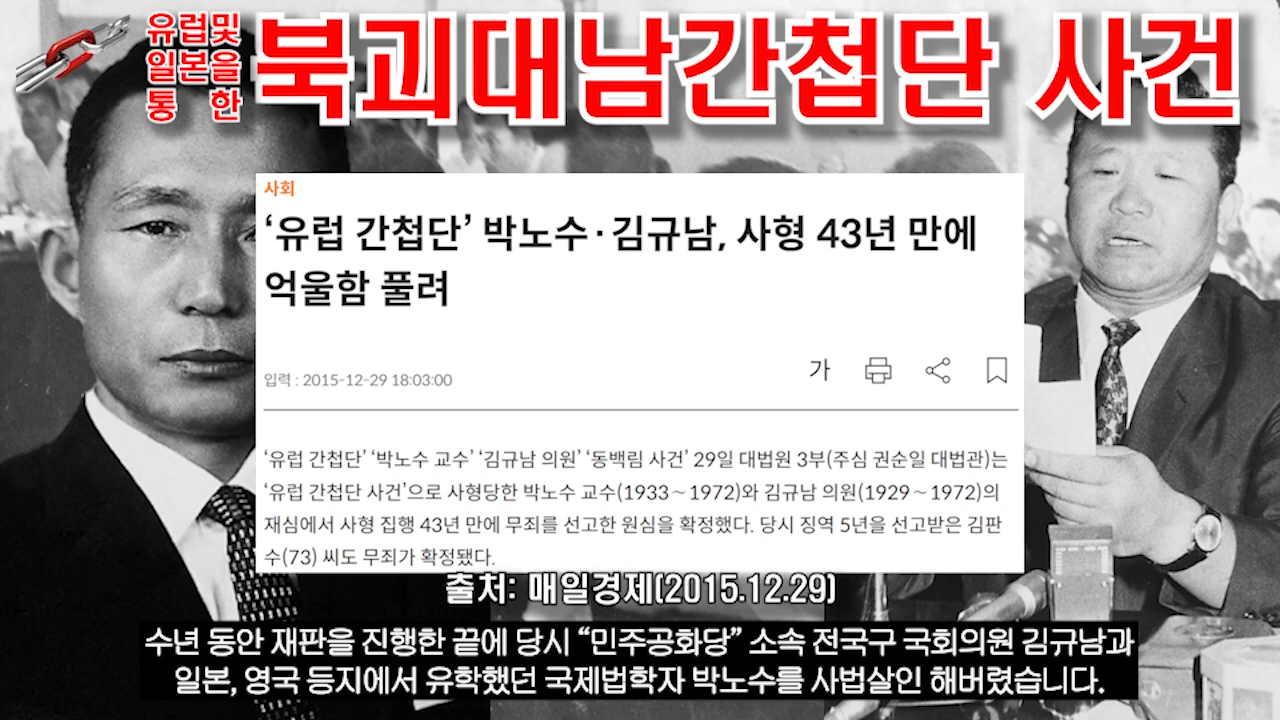 유럽및
일본을
통 한
북괴대남간첩단 사건
사회
‘유럽 간첩단’ 박노수·김규남, 사형 43년 만에
억울함 풀려
입력 : 2015-12-29 18:03:00
가
‘유럽 간첩단’ ‘박노수 교수’ ‘김규남 의원’ ‘동백림 사건’ 29일 대법원 3부(주심 권순일 대법관)는
‘유럽 간첩단 사건’으로 사형당한 박노수 교수(1933～1972)와 김규남 의원(1929～1972)의
재심에서 사형 집행 43년 만에 무죄를 선고한 원심을 확정했다. 당시 징역 5년을 선고받은 김판
수(73) 씨도 무죄가 확정됐다.
출처: 매일경제(2015.12.29)
수년 동안 재판을 진행한 끝에 당시 “민주공화당” 소속 전국구 국회의원 김규남과
일본, 영국 등지에서 유학했던 국제법학자 박노수를 사법살인 해버렸습니다.